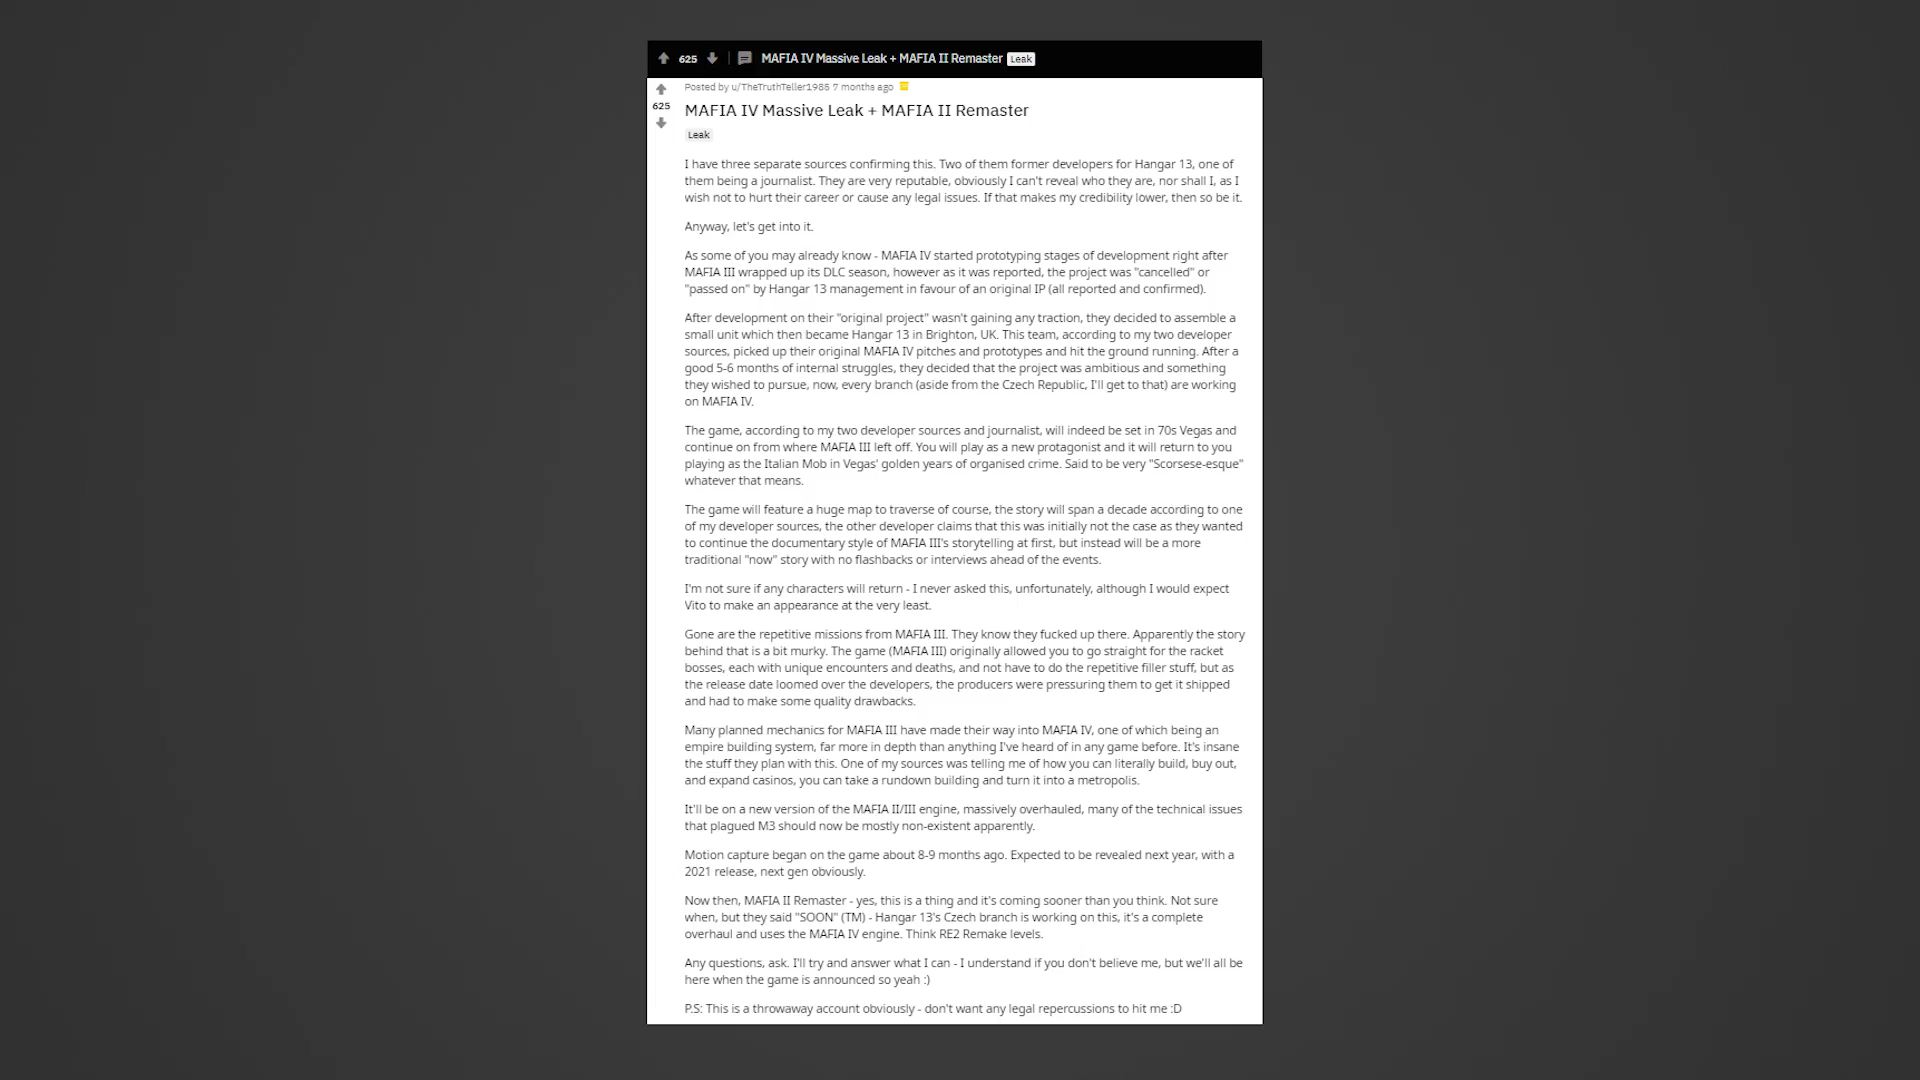 625 MAFIA IV Massive Leak + MAFIA II Remaster Leak
Posted by u/TheTruthTeller1985 7 months ago
625
MAFIA IV Massive Leak + MAFIA II Remaster
Leak
I have three separate sources confirming this. Two of them former developers for Hangar 13, one of
them being a journalist. They are very reputable, obviously I can't reveal who they are, nor shall I, as I
wish not to hurt their career or cause any legal issues. If that makes my credibility lower, then so be it.
Anyway, let's get into it.
As some of you may already know - MAFIA IV started prototyping stages of development right after
MAFIA III wrapped up its DLC season, however as it was reported, the project was "cancelled" or
"passed on" by Hangar 13 management in favour of an original IP (all reported and confirmed).
After development on their "original project" wasn't gaining any traction, they decided to assemble a
small unit which then became Hangar 13 in Brighton, UK. This team, according to my two developer
sources, picked up their original MAFIA IV pitches and prototypes and hit the ground running. After a
good 5-6 months of internal struggles, they decided that the project was ambitious and something
they wished to pursue, now, every branch (aside from the Czech Republic, I'll get to that) are working
on MAFIA IV.
The game, according to my two developer sources and journalist, will indeed be set in 70s Vegas and
continue on from where MAFIA III left off. You will play as a new protagonist and it will return to you
playing as the Italian Mob in Vegas' golden years of organised crime. Said to be very "Scorsese-esque"
whatever that means.
The game will feature a huge map to traverse of course, the story will span a decade according to one
of my developer sources, the other developer claims that this was initially not the case as they wanted
to continue the documentary style of MAFIA III's storytelling at first, but instead will be a more
traditional "now" story with no flashbacks or interviews ahead of the events.
I'm not sure if any characters will return - I never asked this, unfortunately, although I would expect
Vito to make an appearance at the very least.
Gone are the repetitive missions from MAFIA III. They know they fucked up there. Apparently the story
behind that is a bit murky. The game (MAFIA III) originally allowed you to go straight for the racket
bosses, each with unique encounters and deaths, and not have to do the repetitive filler stuff, but as
the release date loomed over the developers, the producers were pressuring them to get it shipped
and had to make some quality drawbacks.
Many planned mechanics for MAFIA III have made their way into MAFIA IV, one of which being an
empire building system, far more in depth than anything I've heard of in any game before. It's insane
the stuff they plan with this. One of my sources was telling me of how you can literally build, buy out,
and expand casinos, you can take a rundown building and turn it into a metropolis.
It'll be on a new version of the MAFIA II/III engine, massively overhauled, many of the technical issues
that plagued M3 should now be mostly non-existent apparently.
Motion capture began on the game about 8-9 months ago. Expected to be revealed next year, with a
2021 release, next gen obviously.
Now then, MAFIA II Remaster - yes, this is a thing and it's coming sooner than you think. Not sure
when, but they said "SOON" (TM) - Hangar 13's Czech branch is working on this, it's a complete
overhaul and uses the MAFIA IV engine. Think RE2 Remake levels.
Any questions, ask. I'll try and answer what I can - I understand if you don't believe me, but we'll all be
here when the game is announced so yeah :)
P.S: This is a throwaway account obviously - don't want any legal repercussions to hit me :D